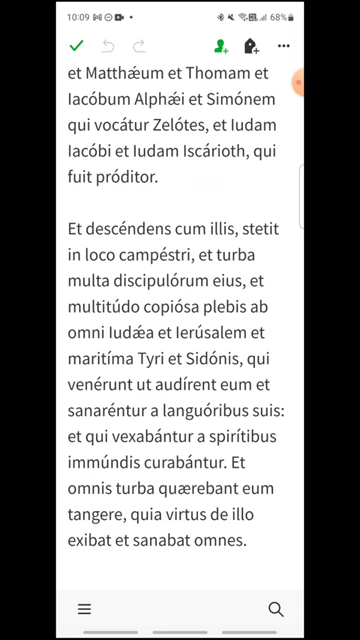 10:09
68%
et Matthǽum et Thomam et
Iacóbum Alphǽi et Simónem
qui vocátur Zelótes, et Iudam
Iacóbi et Iudam Iscárioth, qui
fuit próditor.
Et descéndens cum illis, stetit
in loco campéstri, et turba
multa discipulórum eius, et
multitúdo copiósa plebis ab
omni Iudǽa et Ierúsalem et
maritíma Tyri et Sidónis, qui
venérunt ut audírent eum et
sanaréntur a languóribus suis:
et qui vexabántur a spirítibus
immúndis curabántur. Et
omnis turba quærebant eum
tangere, quia virtus de illo
exibat et sanabat omnes.